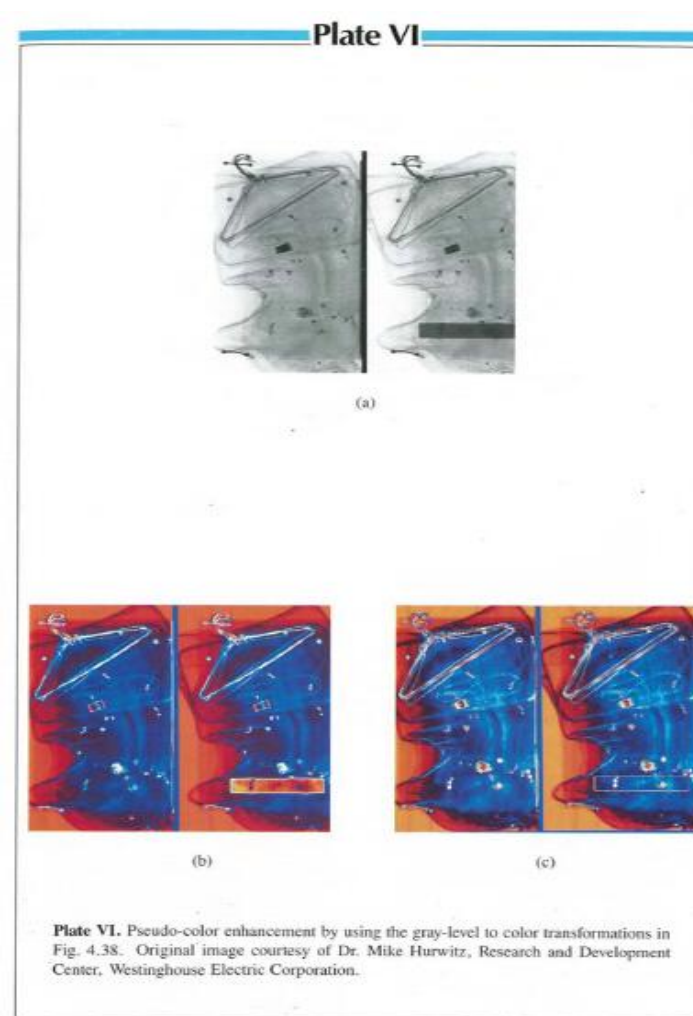 Plate VI
(a)
(b)
(c)
Plate VI. Pseudo-color enhancement by using the gray-level to color transformations in
Fig. 4.38. Original image courtesy of Dr. Mike Hurwitz, Research and Development
Center, Westinghouse Electric Corporation.